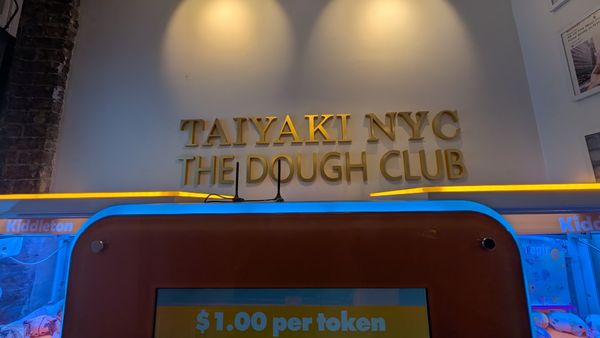 TAIYAKI NYC
THE DOUGH CLUB
Kiddleton
$1.00 per token